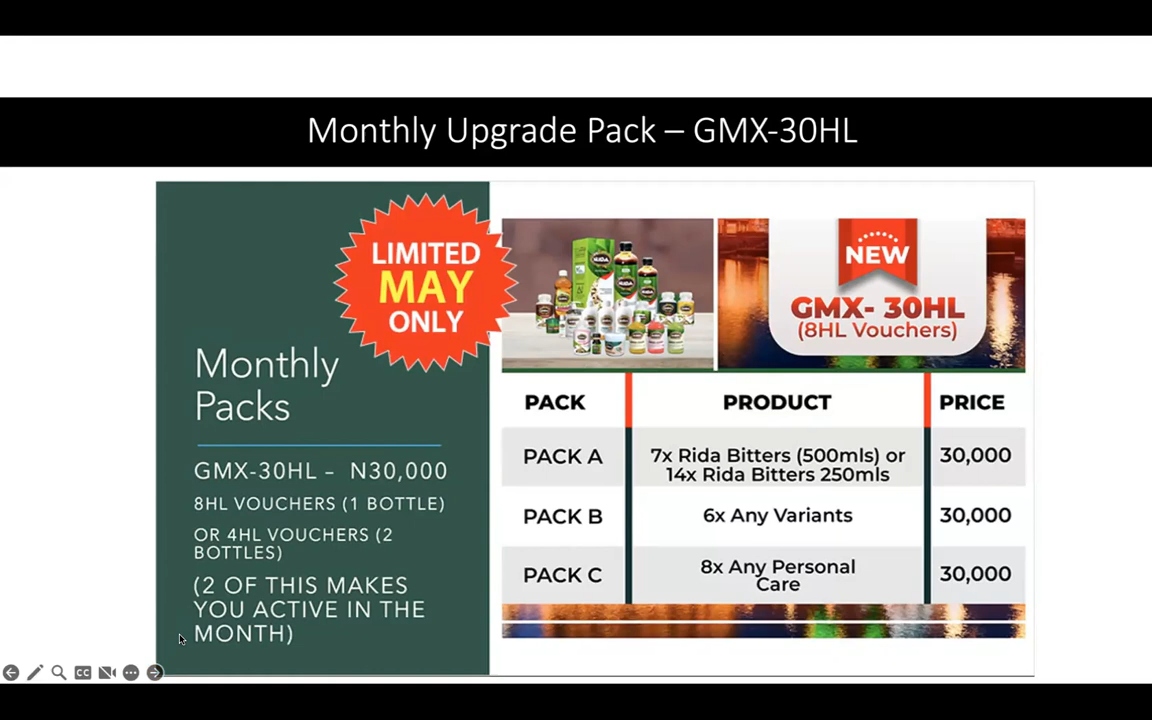 Monthly Upgrade Pack – GMX-30HL
LIMITED
MAY
ONLY
Monthly
Packs
GMX-30HL – N30,000
8HL VOUCHERS (1 BOTTLE)
OR 4HL VOUCHERS (2
BOTTLES)
(2 OF THIS MAKES
YOU ACTIVE IN THE
MONTH)
RIDA
RIDA
NEW
GMX- 30HL
(8HL Vouchers)
PACK PRODUCT PRICE
PACK A 7x Rida Bitters (500mls) or 30,000
14x Rida Bitters 250mls
PACK B 6x Any Variants 30,000
PACK C 8x Any Personal 30,000
Care
CC